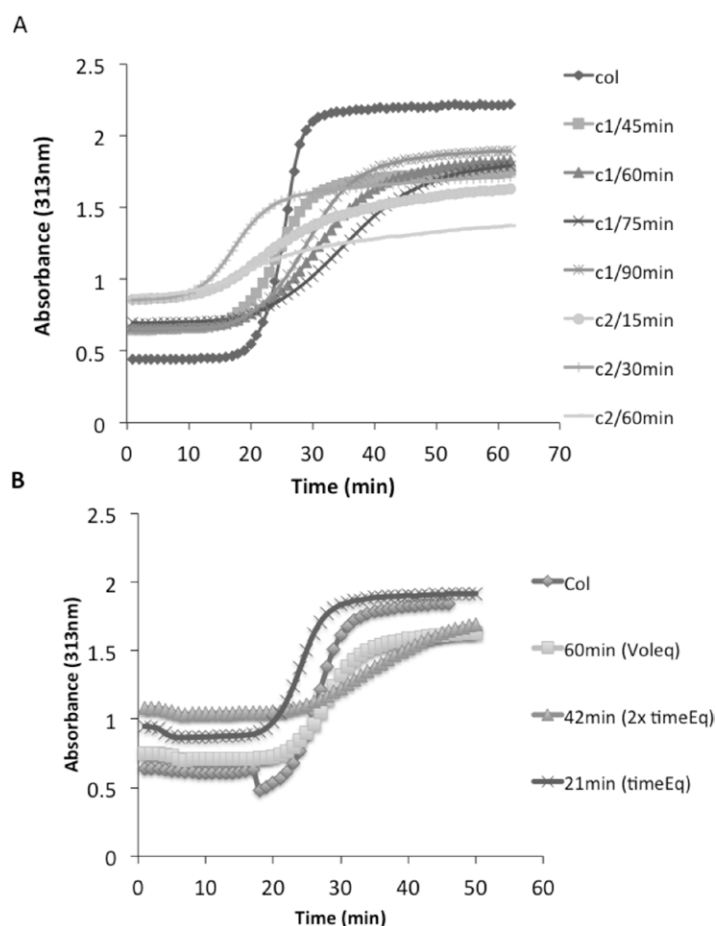 A
Absorbance (313nm)
2.5
2
1.5
1
0.5
0
0 10 20 30 40 50 60 70
Time (min)
col
c1/45min
c1/60min
c1/75min
c1/90min
c2/15min
c2/30min
c2/60min
B
Absorbance (313nm)
2.5
2
1.5
1
0.5
0
0 10 20 30 40 50 60
Time (min)
Col
60min (Voleq)
42min (2x timeEq)
21min (timeEq)